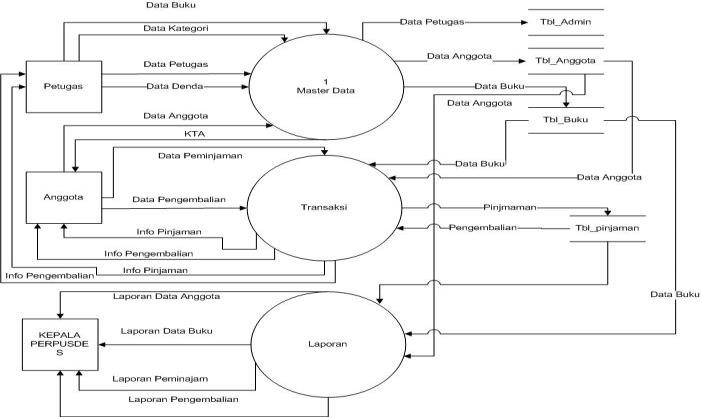 Data Buku
Data Kategori
Data Petugas
Tbl_Admin
Data Petugas
Data Anggota
Tbl_Anggota
Petugas
Data Denda
1
Master Data
Data Buku
Data Anggota
Data Anggota
Tbl_Buku
KTA
Data Peminjaman
Data Buku
Data Anggota
Anggota
Data Pengembalian
Transaksi
Pinjmaman
Info Pinjaman
Pengembalian
Tbl_pinjaman
Info Pengembalian
Info Pinjaman
Info Pengembalian
Laporan Data Anggota
Data Buku
Laporan Data Buku
KEPALA
PERPUSDE
S
Laporan
Laporan Peminajam
Laporan Pengembalian